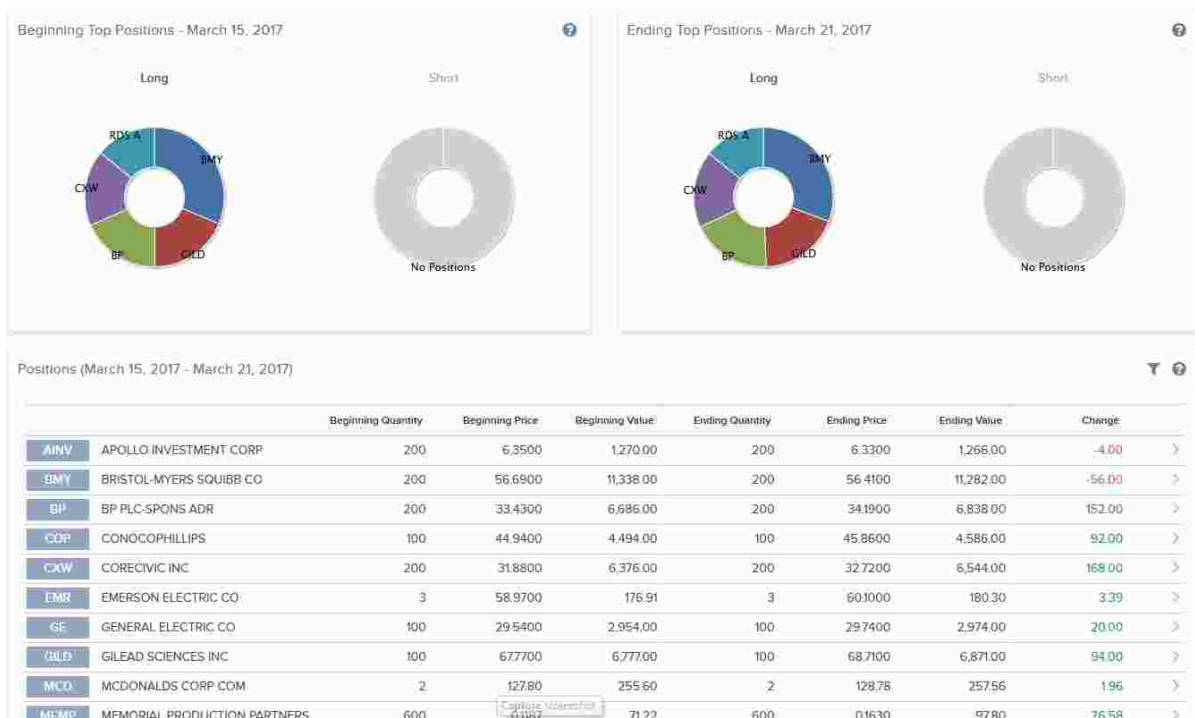 Beginning Top Positions - March 15, 2017
Long
Short
RDS A
BMY
CXW
BP
GILD
No Positions
Ending Top Positions - March 21, 2017
Long
Short
RDS A
BMY
CXW
BP
GILD
No Positions
Positions (March 15, 2017 - March 21, 2017)
Beginning Quantity Beginning Price Beginning Value Ending Quantity Ending Price Ending Value Change
AINV APOLLO INVESTMENT CORP 200 6.3500 1,270.00 200 6.3300 1,266.00 -4.00
BMY BRISTOL-MYERS SQUIBB CO 200 56.6900 11,338.00 200 56.4100 11,282.00 -56.00
BP BP PLC-SPONS ADR 200 33.4300 6,686.00 200 34.1900 6,838.00 152.00
COP CONOCOPHILLIPS 100 44.9400 4,494.00 100 45.8600 4,586.00 92.00
CXW CORECIVIC INC 200 31.8800 6,376.00 200 32.7200 6,544.00 168.00
EMR EMERSON ELECTRIC CO 3 58.9700 176.91 3 60.1000 180.30 3.39
GE GENERAL ELECTRIC CO 100 29.5400 2,954.00 100 29.7400 2,974.00 20.00
GILD GILEAD SCIENCES INC 100 67.7700 6,777.00 100 68.7100 6,871.00 94.00
MCD MCDONALDS CORP COM 2 127.80 255.60 2 128.78 257.56 1.96
MEMP MEMORIAL PRODUCTION PARTNERS 600 0.1187 71.22 600 0.1630 97.80 26.58
Capture screenshot